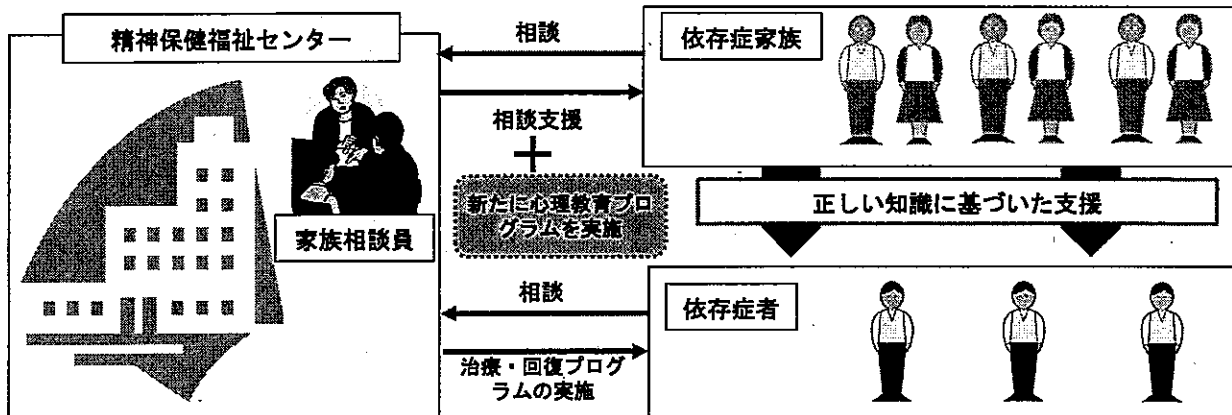 精神保健福祉センター
家族相談員
相談
相談支援
+
新たに心理教育プロ
グラムを実施
依存症家族
正しい知識に基づいた支援
相談
治療・回復プログ
ラムの実施
依存症者